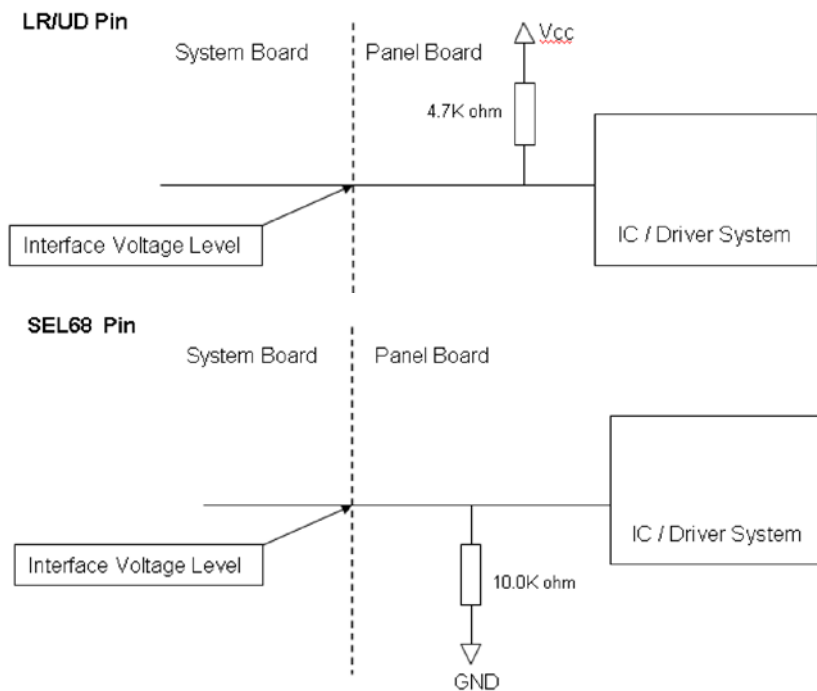 LR/UD Pin
System Board
Panel Board
Vcc
4.7K ohm
Interface Voltage Level
IC / Driver System
SEL68 Pin
System Board
Panel Board
Interface Voltage Level
IC / Driver System
10.0K ohm
GND